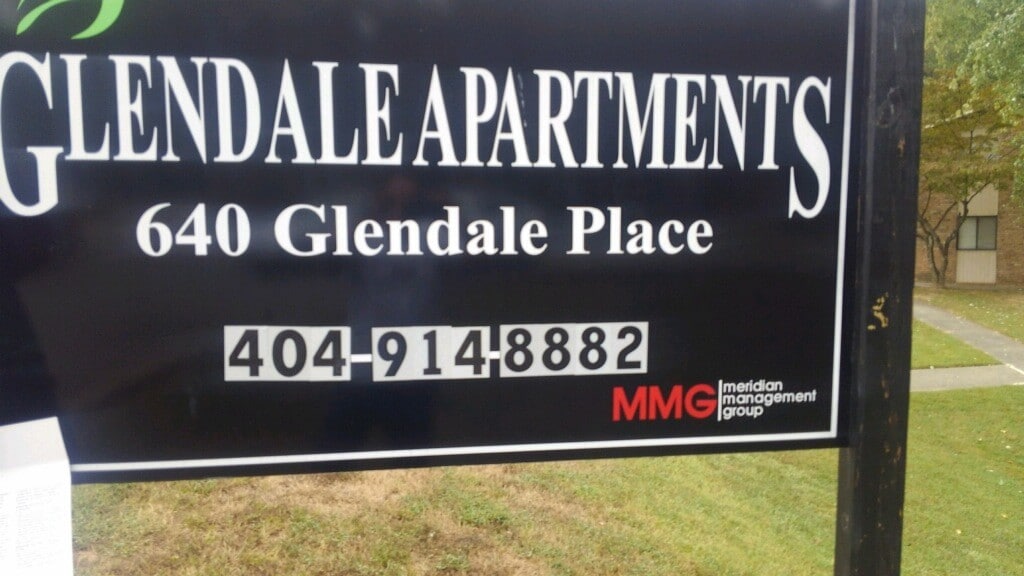 GLENDALE APARTMENTS
640 Glendale Place
404-914-8882
MMG
meridian
management
group